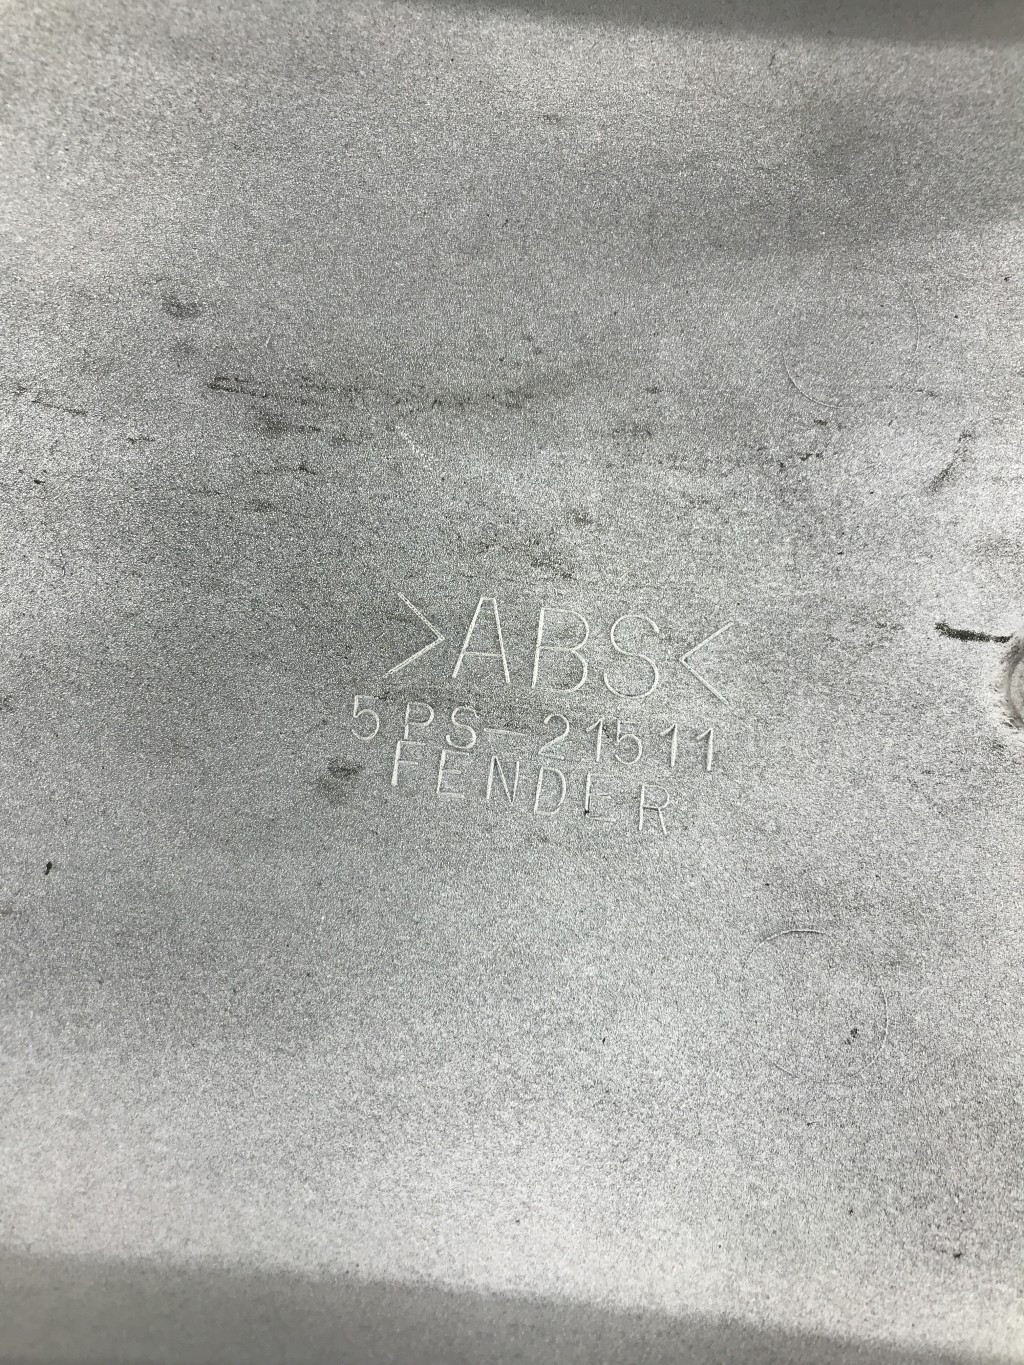 >ABS<
5PS-21511
FENDER